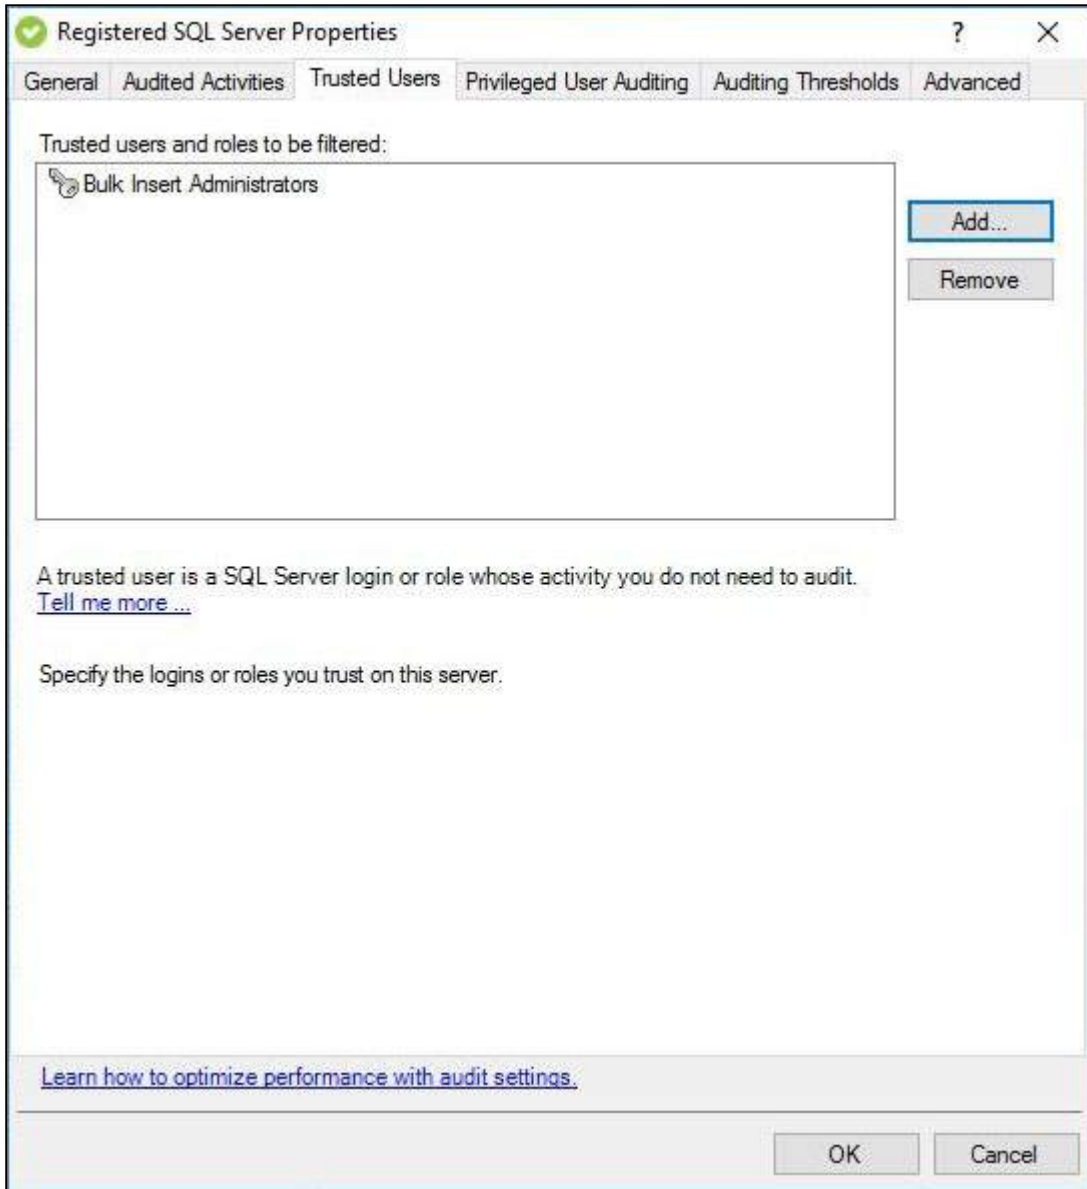 Registered SQL Server Properties ? ×
General Audited Activities Trusted Users Privileged User Auditing Auditing Thresholds Advanced
Trusted users and roles to be filtered:
Bulk Insert Administrators
Add...
Remove
A trusted user is a SQL Server login or role whose activity you do not need to audit.
Tell me more ...
Specify the logins or roles you trust on this server.
Learn how to optimize performance with audit settings.
OK Cancel